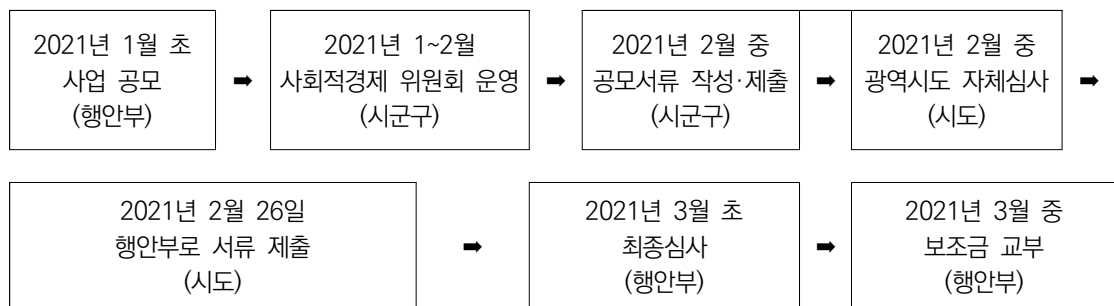 2021년 1월 초
사업 공모
(행안부)
➡
2021년 1~2월
사회적경제 위원회 운영
(시군구)
➡
2021년 2월 중
공모서류 작성·제출
(시군구)
➡
2021년 2월 중
광역시도 자체심사
(시도)
➡
2021년 2월 26일
행안부로 서류 제출
(시도)
➡
2021년 3월 초
최종심사
(행안부)
➡
2021년 3월 중
보조금 교부
(행안부)